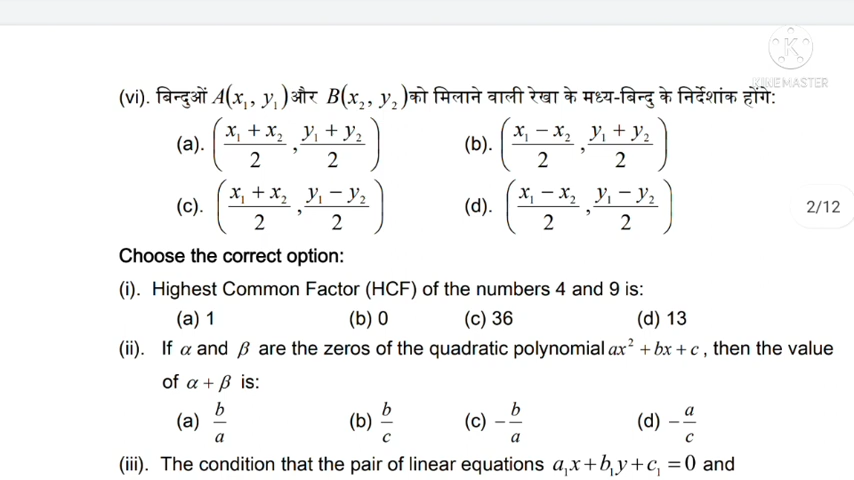 KINEMASTER
(vi). बिन्दुओं A(x₁, y₁) और B(x₂, y₂) को मिलाने वाली रेखा के मध्य-बिन्दु के निर्देशांक होंगे:
(a). ((x₁ + x₂)/2, (y₁ + y₂)/2) (b). ((x₁ − x₂)/2, (y₁ + y₂)/2)
(c). ((x₁ + x₂)/2, (y₁ − y₂)/2) (d). ((x₁ − x₂)/2, (y₁ − y₂)/2)
2/12
Choose the correct option:
(i). Highest Common Factor (HCF) of the numbers 4 and 9 is:
(a) 1 (b) 0 (c) 36 (d) 13
(ii). If α and β are the zeros of the quadratic polynomial ax² + bx + c, then the value
of α + β is:
(a) b/a (b) b/c (c) −b/a (d) −a/c
(iii). The condition that the pair of linear equations a₁x + b₁y + c₁ = 0 and